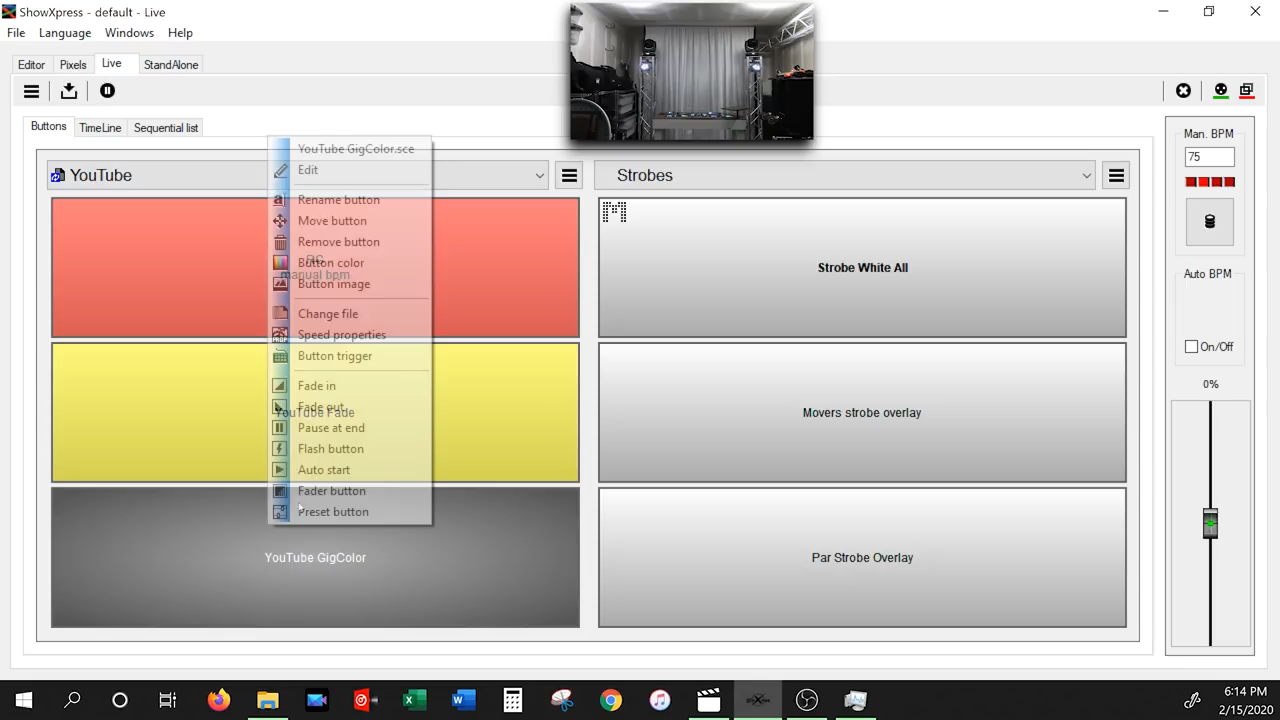 ShowXpress - default - Live
File Language Windows Help
Editor Pixels Live StandAlone
Buttons TimeLine Sequential list
YouTube
Strobes
YouTube GigColor.sce
Edit
Rename button
Move button
Remove button
Button color
Button image
Change file
Speed properties
Button trigger
Fade in
Fade out
Pause at end
Flash button
Auto start
Fader button
Preset button
manual bpm
YouTube Fade
YouTube GigColor
M
Strobe White All
Movers strobe overlay
Par Strobe Overlay
Man. BPM
75
Auto BPM
On/Off
0%
6:14 PM
2/15/2020